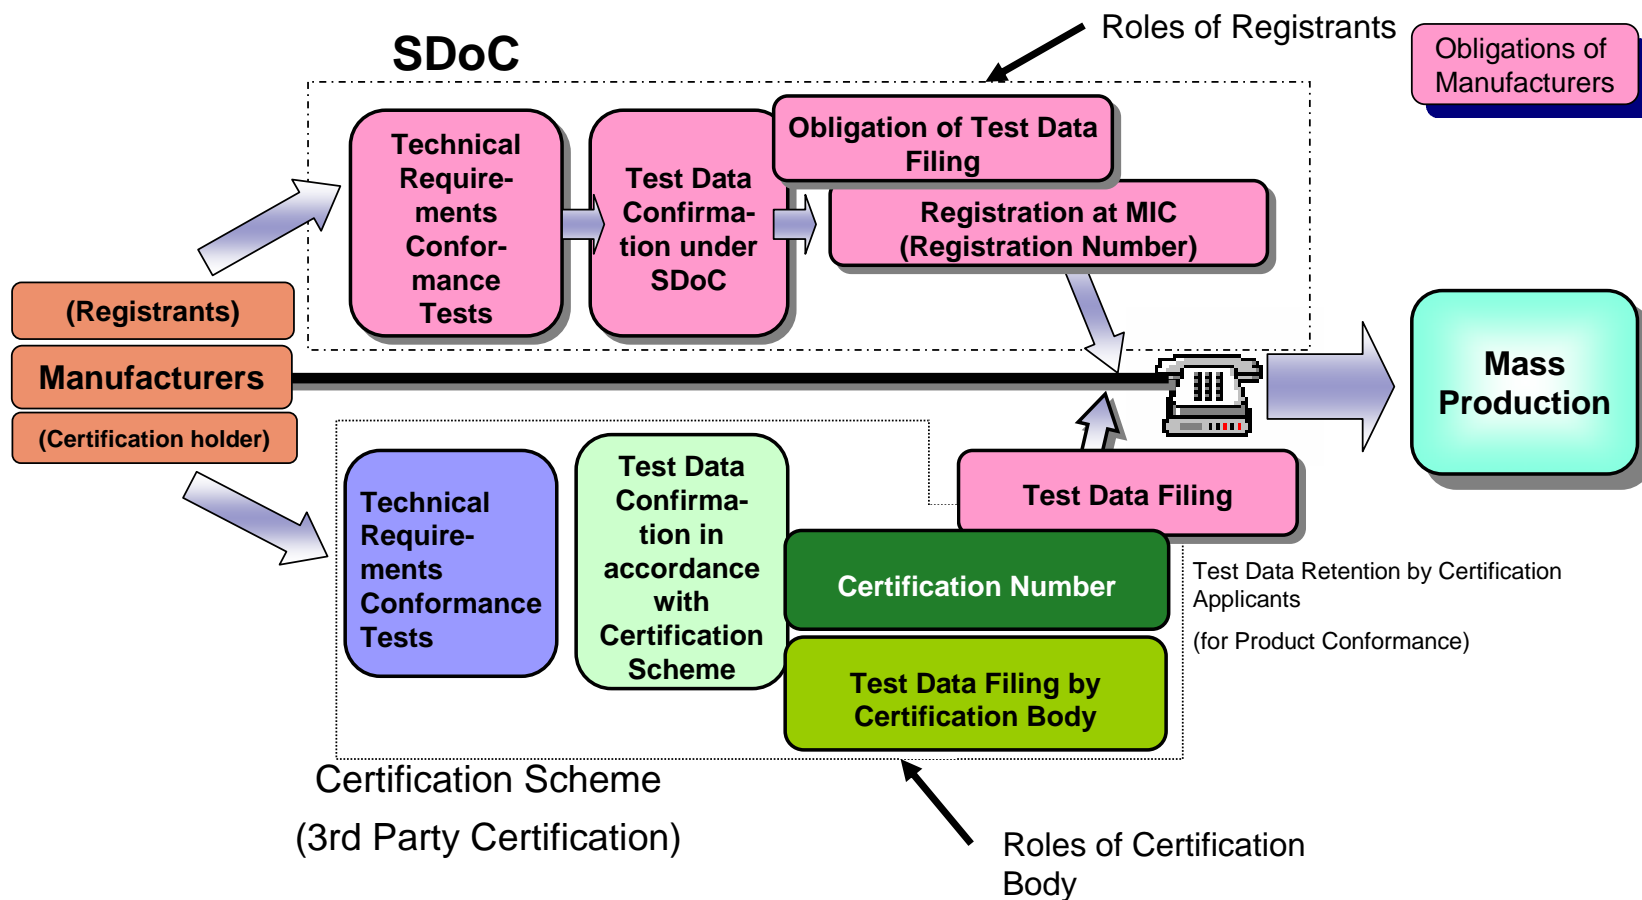 SDoC
Roles of Registrants
Obligations of
Manufacturers
Technical
Require-
ments
Confor-
mance
Tests
Test Data
Confirma-
tion under
SDoC
Obligation of Test Data
Filing
Registration at MIC
(Registration Number)
(Registrants)
Manufacturers
(Certification holder)
Mass
Production
Technical
Require-
ments
Conformance
Tests
Test Data
Confirma-
tion in
accordance
with
Certification
Scheme
Test Data Filing
Certification Number
Test Data Filing by
Certification Body
Test Data Retention by Certification
Applicants
(for Product Conformance)
Certification Scheme
(3rd Party Certification)
Roles of Certification
Body